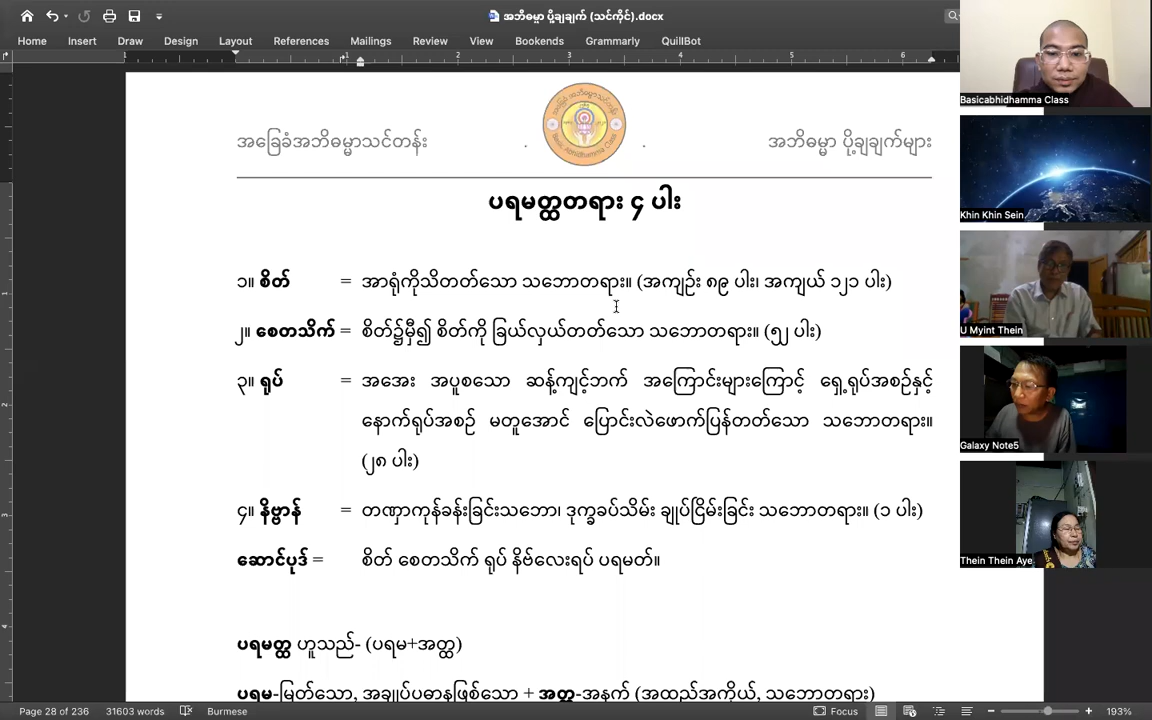 အဘိဓမ္မာ ပို့ချချက် (သင်ကိုင်).docx
Home Insert Draw Design Layout References Mailings Review View Bookends Grammarly QuillBot
1 1 2 3 4 5 6
အခြေခံအဘိဓမ္မာသင်တန်း
Basic Abhidhamma Class
အဘိဓမ္မာ ပို့ချချက်များ
ပရမတ္ထတရား ၄ ပါး
၁။ စိတ် = အာရုံကိုသိတတ်သော သဘောတရား။ (အကျဉ်း ၈၉ ပါး၊ အကျယ် ၁၂၁ ပါး)
၂။ စေတသိက် = စိတ်၌မှီ၍ စိတ်ကို ခြယ်လှယ်တတ်သော သဘောတရား။ (၅၂ ပါး)
၃။ ရုပ် = အအေး အပူစသော ဆန့်ကျင့်ဘက် အကြောင်းများကြောင့် ရှေ့ရုပ်အစဉ်နှင့်
နောက်ရုပ်အစဉ် မတူအောင် ပြောင်းလဲဖောက်ပြန်တတ်သော သဘောတရား။
(၂၈ ပါး)
၄။ နိဗ္ဗာန် = တဏှာကုန်ခန်းခြင်းသဘော၊ ဒုက္ခခပ်သိမ်း ချုပ်ငြိမ်းခြင်း သဘောတရား။ (၁ ပါး)
ဆောင်ပုဒ် = စိတ် စေတသိက် ရုပ် နိဗ်လေးရပ် ပရမတ်။
ပရမတ္ထ ဟူသည်- (ပရမ+အတ္ထ)
ပရမ-မြတ်သော, အချုပ်ပဓာနဖြစ်သော + အတ္ထ-အနက် (အထည်အကိုယ်, သဘောတရား)
Basicabhidhamma Class
Khin Khin Sein
U Myint Thein
Galaxy Note5
Thein Thein Aye
Page 28 of 236 31603 words Burmese Focus 193%